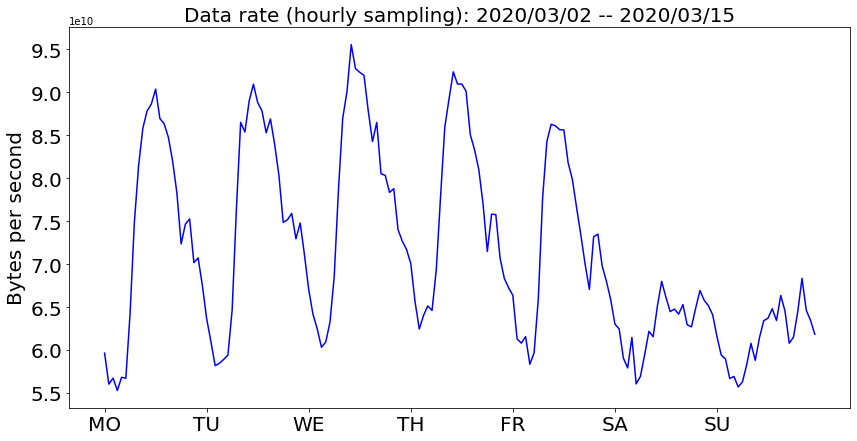 Data rate (hourly sampling): 2020/03/02 -- 2020/03/15
1e10
9.5
9.0
8.5
8.0
7.5
7.0
6.5
6.0
5.5
Bytes per second
MO TU WE TH FR SA SU